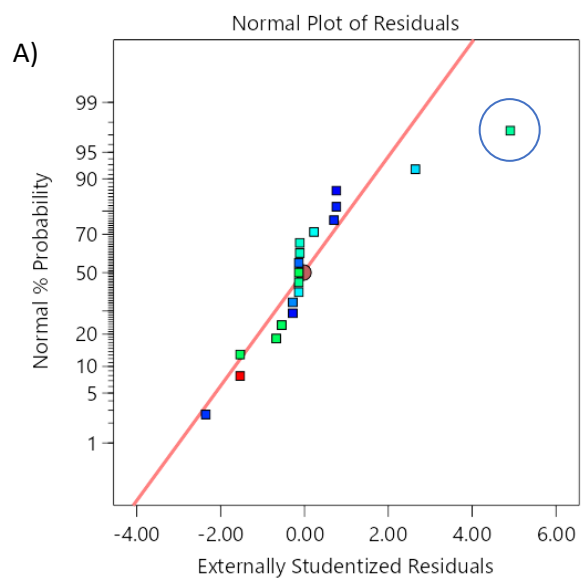 Normal Plot of Residuals
A)
99
95
90
70
50
20
10
5
1
Normal % Probability
-4.00 -2.00 0.00 2.00 4.00 6.00
Externally Studentized Residuals